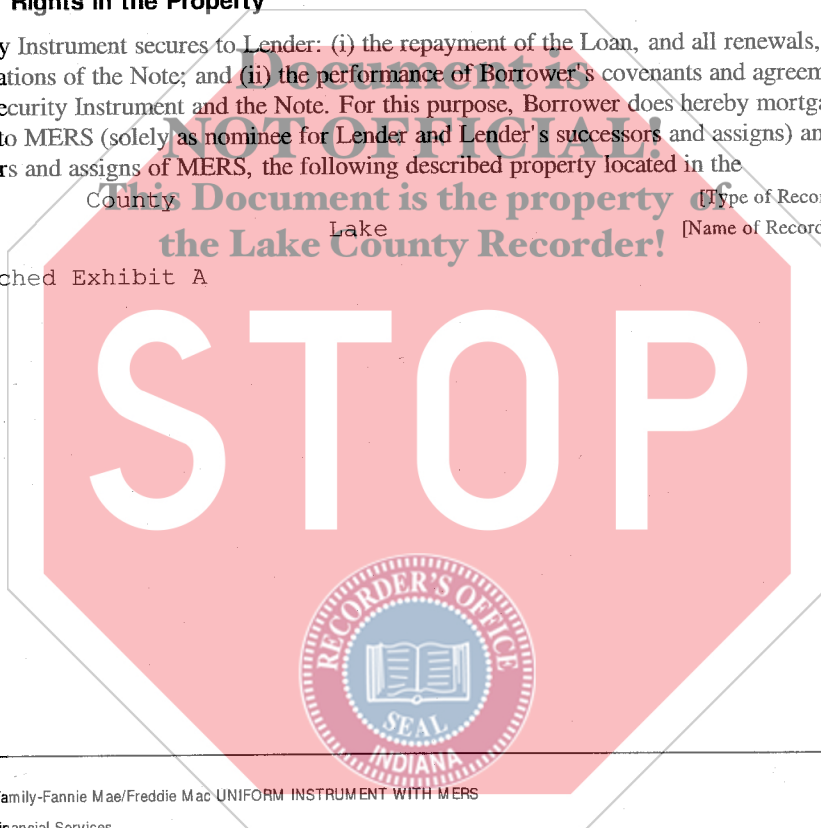 Rights in the Property
y Instrument secures to Lender: (i) the repayment of the Loan, and all renewals,
ations of the Note; and (ii) the performance of Borrower's covenants and agreem
ecurity Instrument and the Note. For this purpose, Borrower does hereby mortga
to MERS (solely as nominee for Lender and Lender's successors and assigns) an
rs and assigns of MERS, the following described property located in the
County [Type of Recor
Lake [Name of Record
ched Exhibit A
Document is
NOT OFFICIAL!
This Document is the property of
the Lake County Recorder!
STOP
RECORDER'S OFFICE
SEAL
INDIANA
amily-Fannie Mae/Freddie Mac UNIFORM INSTRUMENT WITH MERS
inancial Services